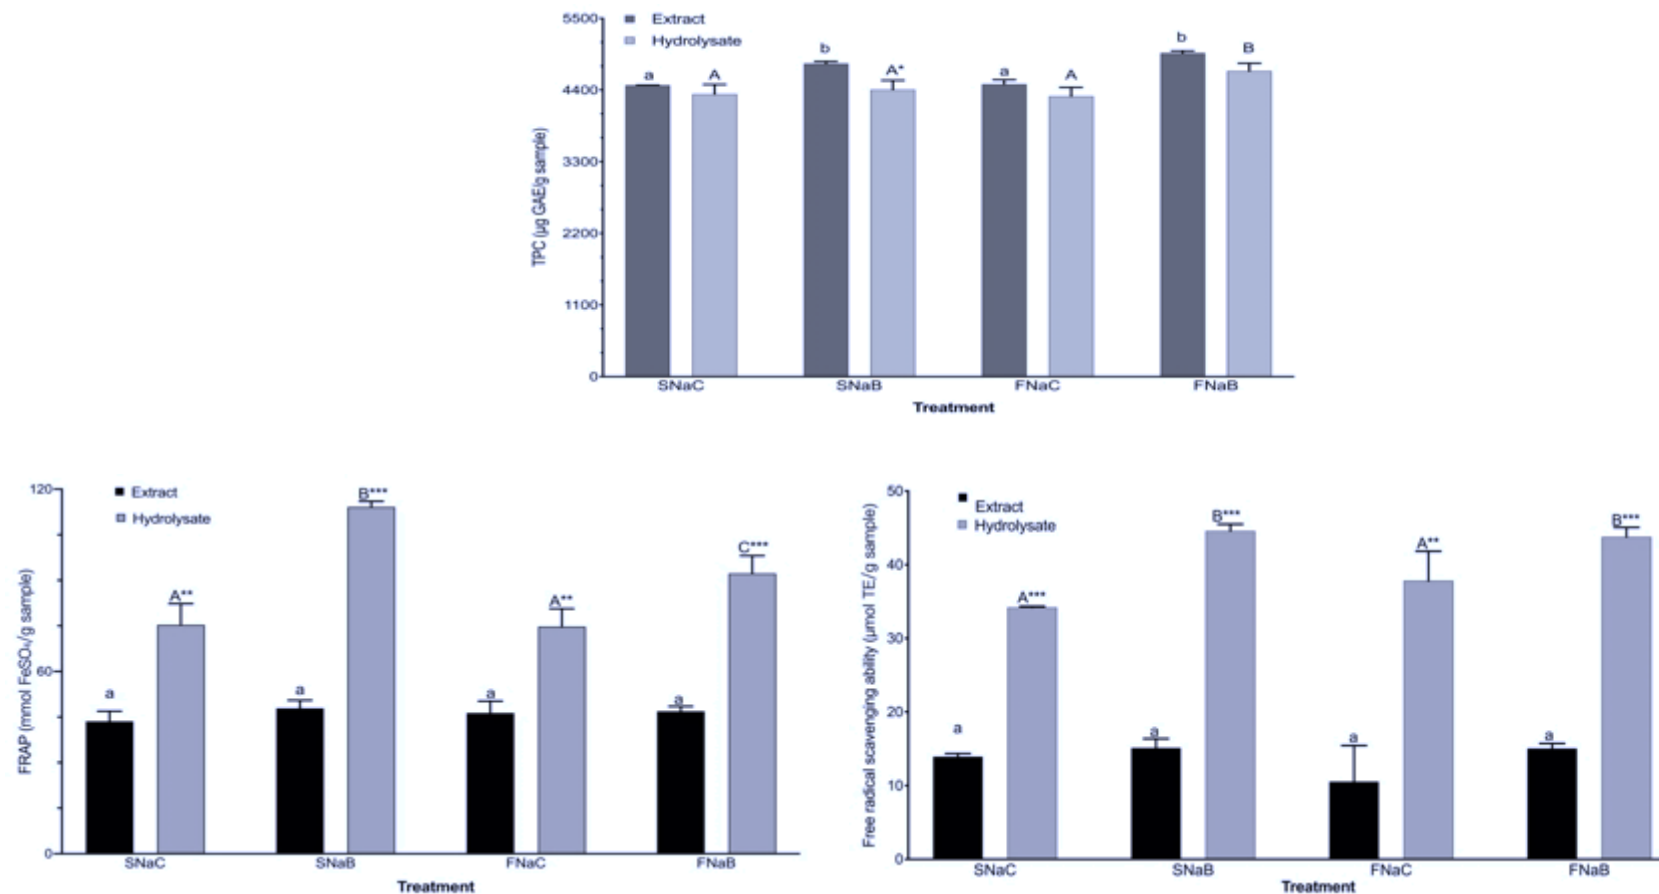 5500
Extract
Hydrolysate
b
b
B
a
A
A*
a
A
4400
3300
2200
1100
0
TPC (µg GAE/g sample)
SNaC
SNaB
FNaC
FNaB
Treatment
120
Extract
Hydrolysate
B***
C***
A**
A**
60
a
a
a
a
0
FRAP (mmol FeSO₄/g sample)
SNaC
SNaB
FNaC
FNaB
Treatment
50
Extract
Hydrolysate
B***
B***
A**
A***
40
30
20
a
a
a
a
10
0
Free radical scavenging ability (µmol TE/g sample)
SNaC
SNaB
FNaC
FNaB
Treatment